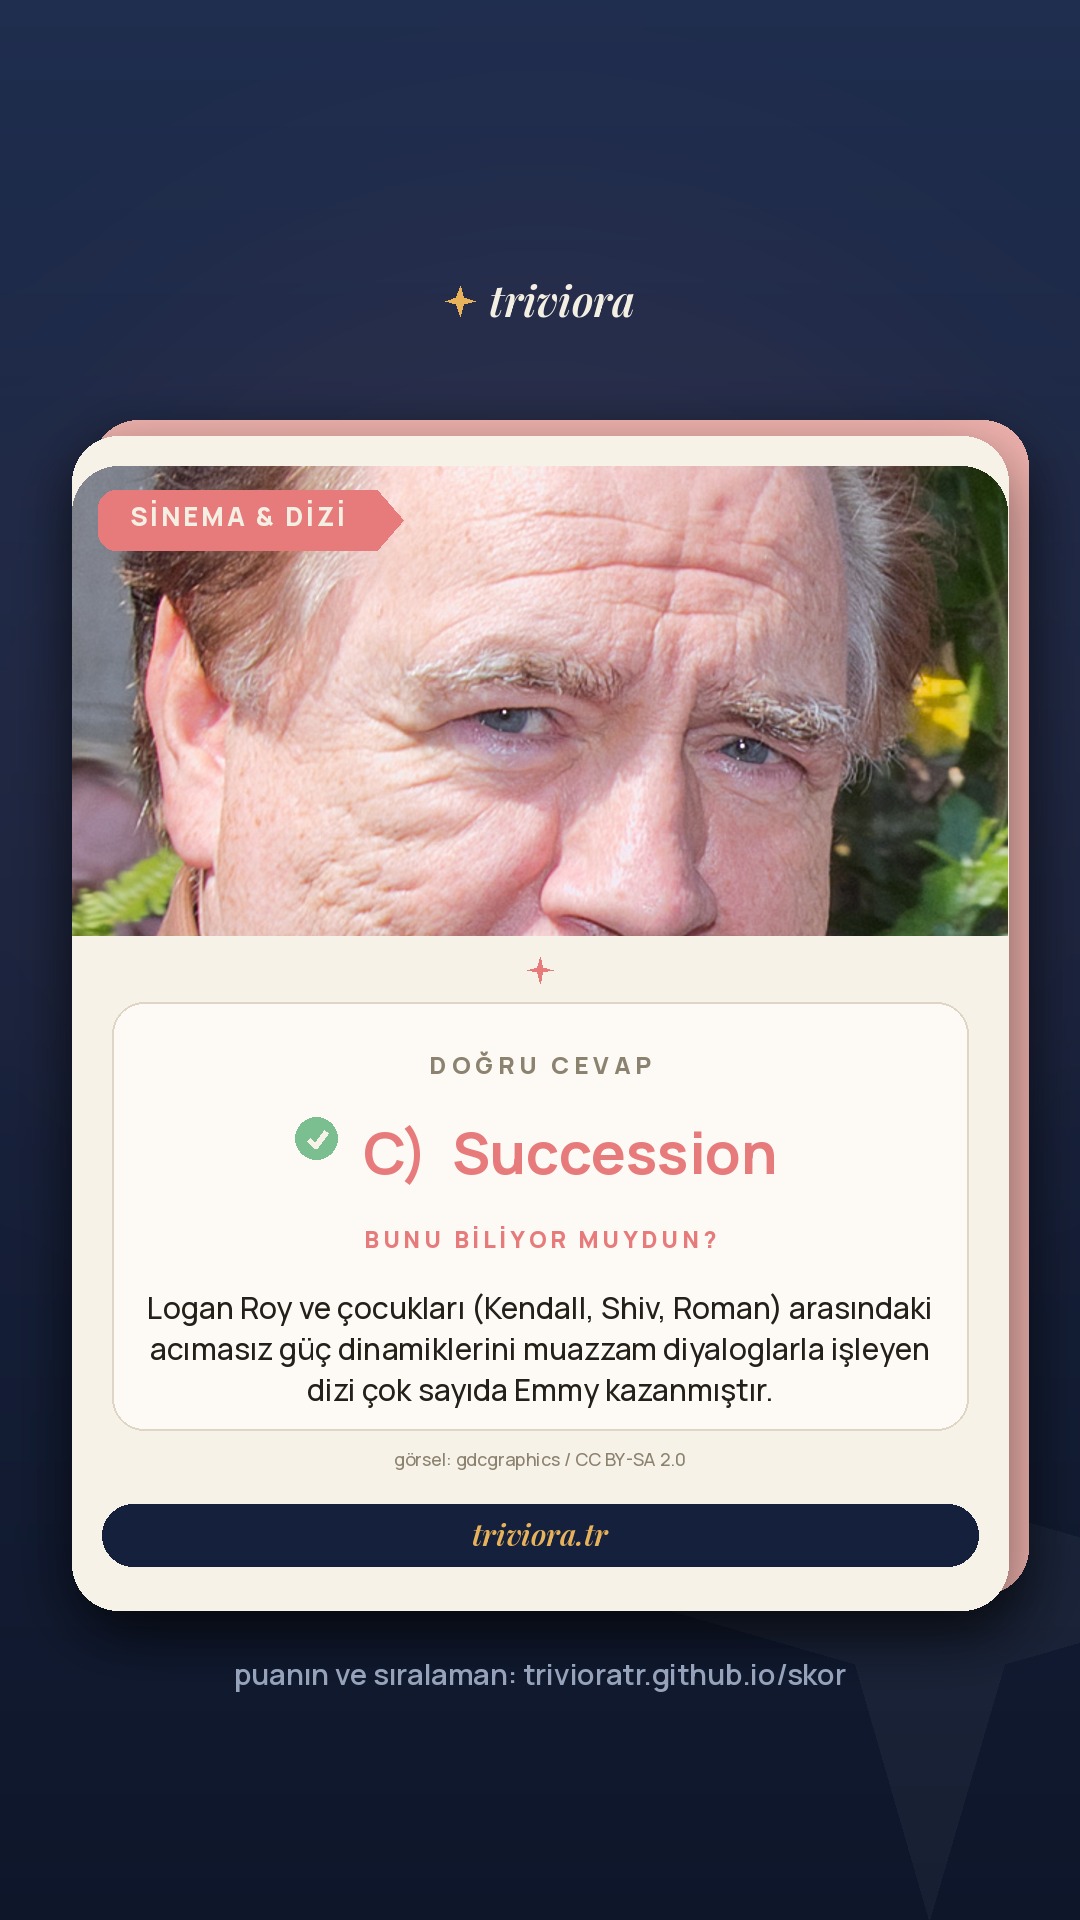 triviora
SİNEMA & DİZİ
DOĞRU CEVAP
C) Succession
BUNU BİLİYOR MUYDUN?
Logan Roy ve çocukları (Kendall, Shiv, Roman) arasındaki
acımasız güç dinamiklerini muazzam diyaloglarla işleyen
dizi çok sayıda Emmy kazanmıştır.
görsel: gdcgraphics / CC BY-SA 2.0
triviora.tr
puanın ve sıralaman: trivioratr.github.io/skor